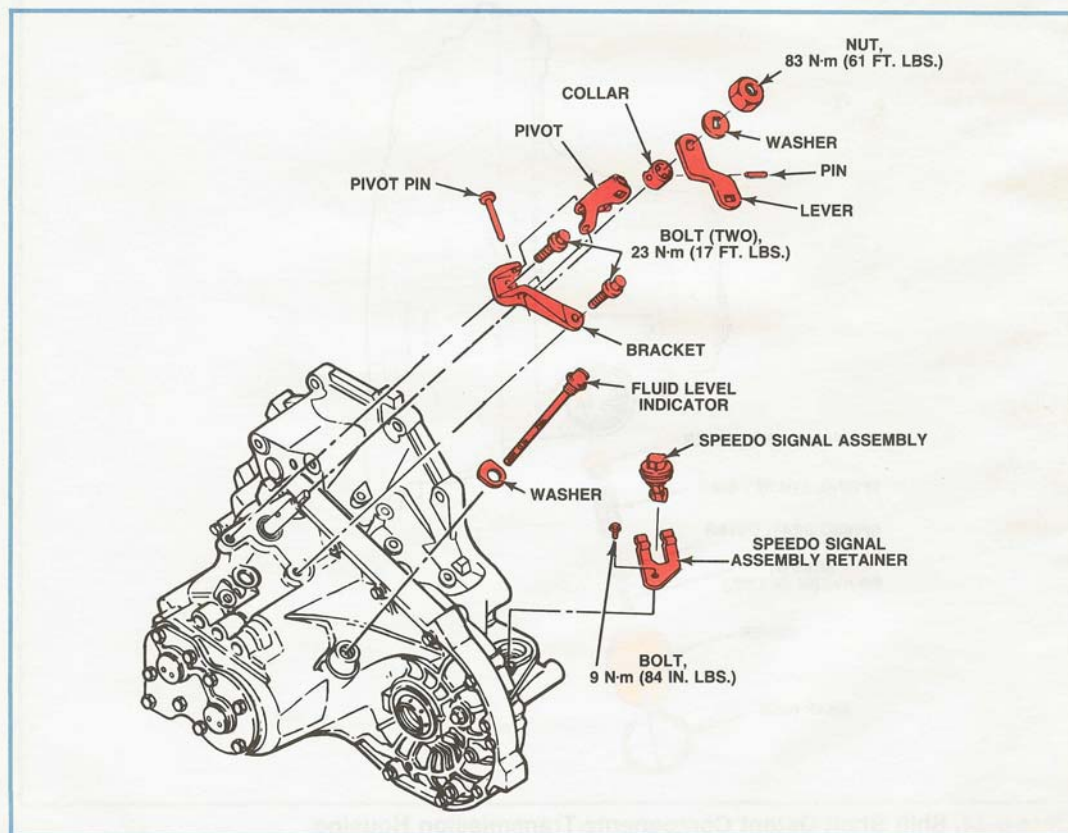 NUT,
83 N·m (61 FT. LBS.)
COLLAR
WASHER
PIVOT
PIN
PIVOT PIN
LEVER
BOLT (TWO),
23 N·m (17 FT. LBS.)
BRACKET
FLUID LEVEL
INDICATOR
SPEEDO SIGNAL ASSEMBLY
WASHER
SPEEDO SIGNAL
ASSEMBLY RETAINER
BOLT,
9 N·m (84 IN. LBS.)